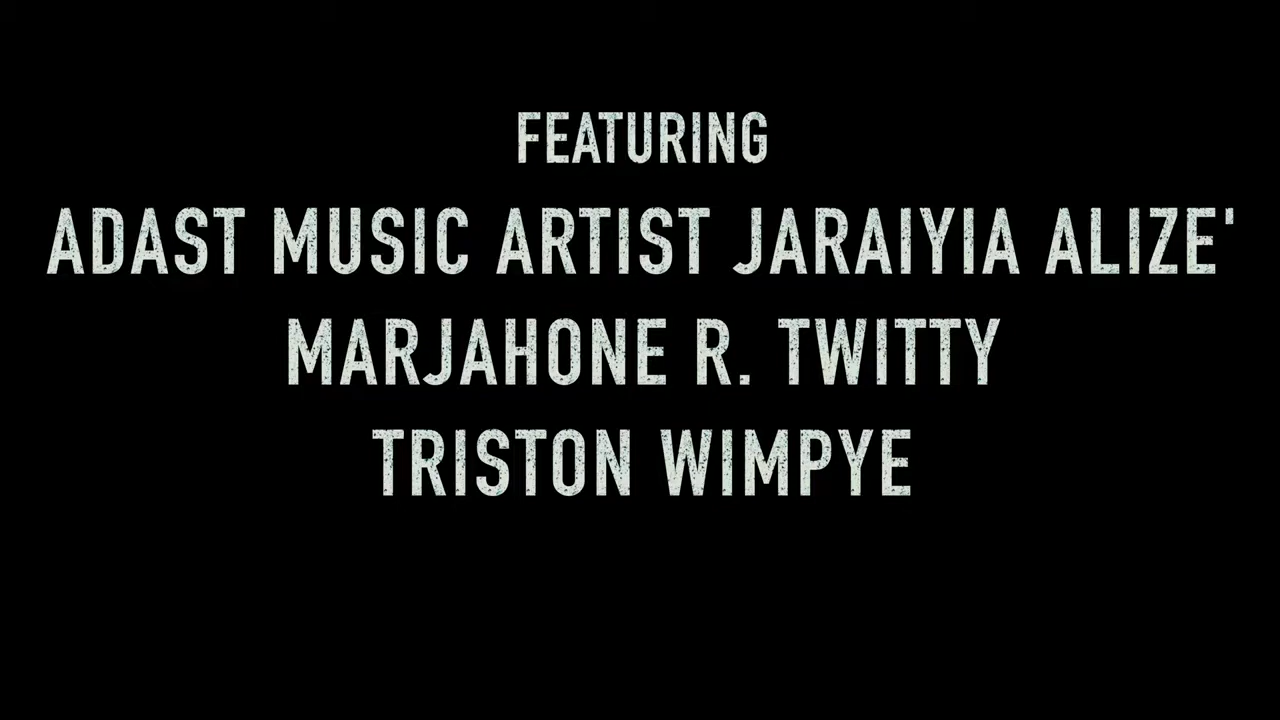 FEATURING
ADAST MUSIC ARTIST JARAIYIA ALIZE'
MARJAHONE R. TWITTY
TRISTON WIMPYE